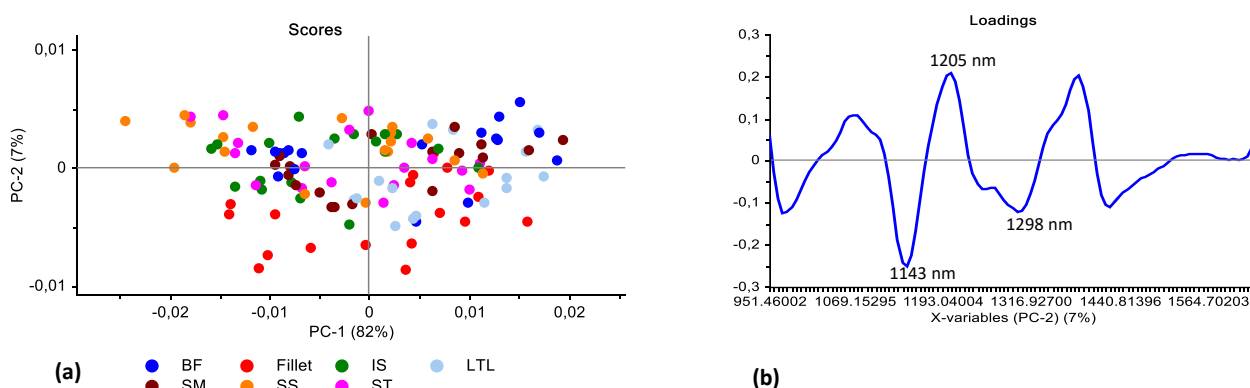 Scores
0,01
0
-0,01
PC-2 (7%)
-0,02
-0,01
0
0,01
0,02
PC-1 (82%)
(a)
BF
Fillet
IS
LTL
SM
SS
ST
Loadings
0,3
0,2
0,1
0
-0,1
-0,2
-0,3
1205 nm
1298 nm
1143 nm
951.46002 1069.15295 1193.04004 1316.92700 1440.81396 1564.70203
X-variables (PC-2) (7%)
(b)